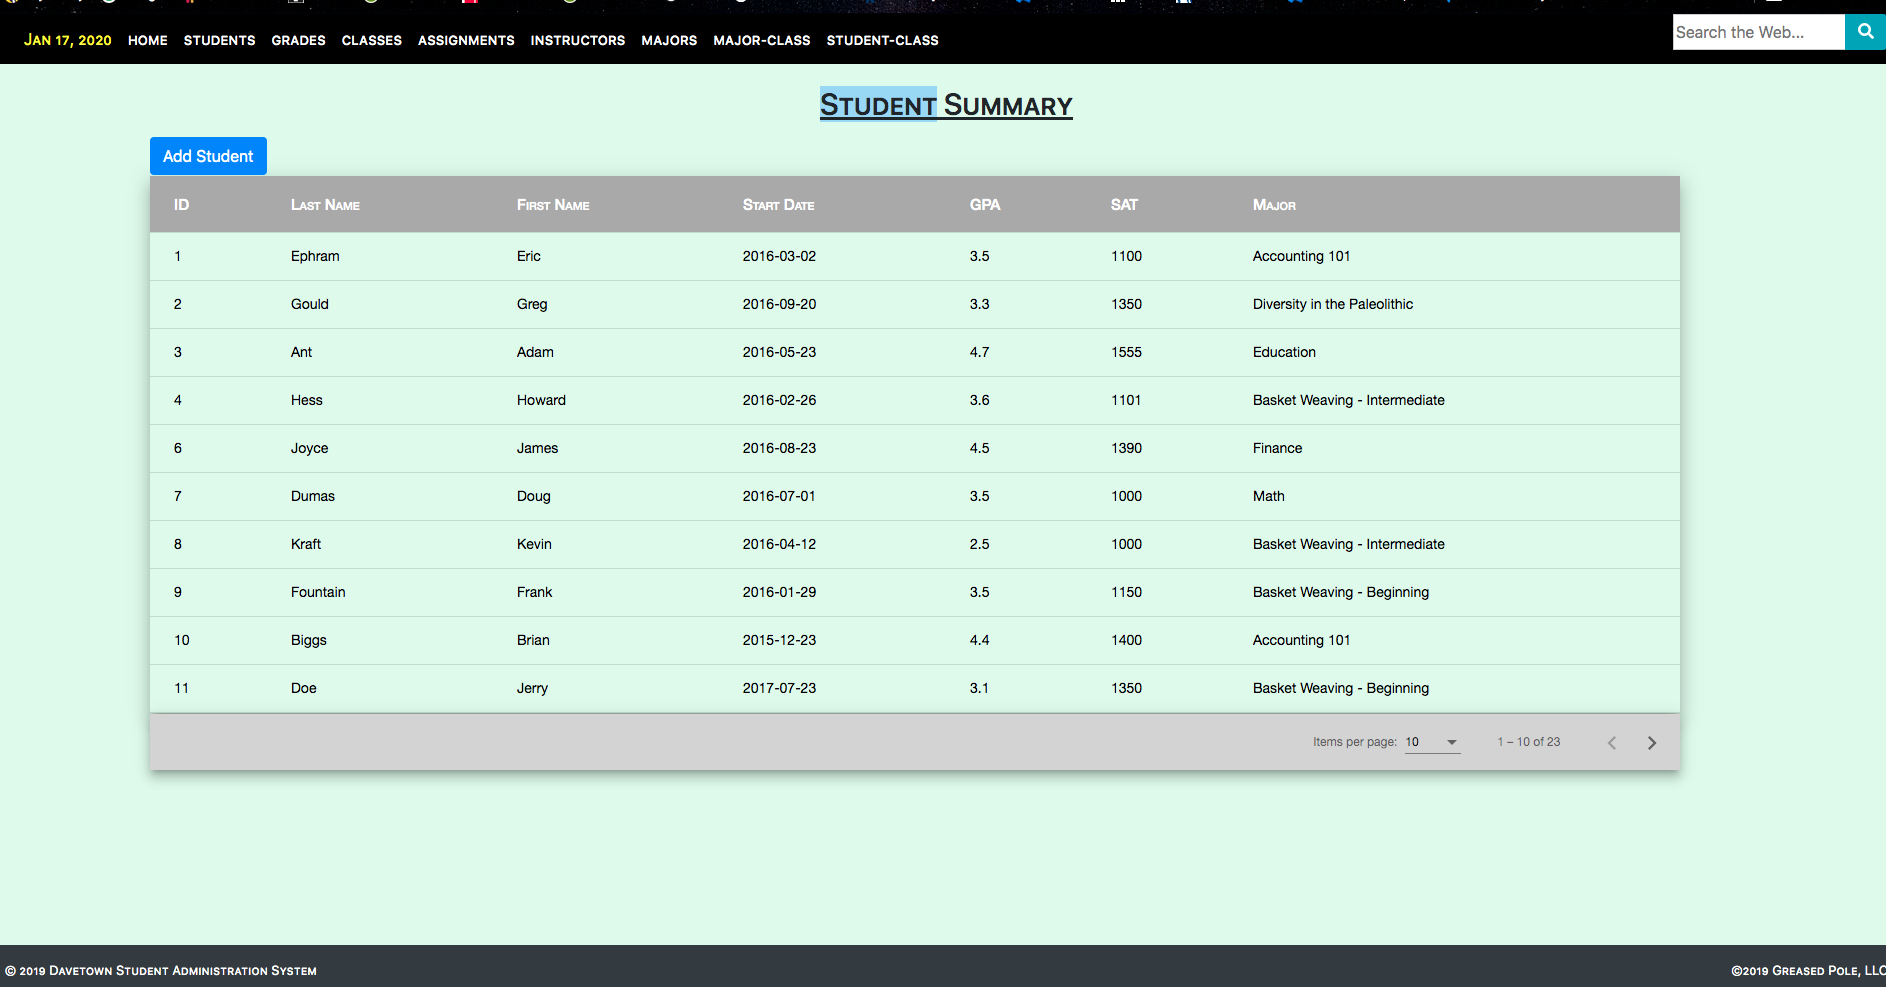 Jan 17, 2020 HOME STUDENTS GRADES CLASSES ASSIGNMENTS INSTRUCTORS MAJORS MAJOR-CLASS STUDENT-CLASS Search the Web...
Student Summary
Add Student
ID Last Name First Name Start Date GPA SAT Major
1 Ephram Eric 2016-03-02 3.5 1100 Accounting 101
2 Gould Greg 2016-09-20 3.3 1350 Diversity in the Paleolithic
3 Ant Adam 2016-05-23 4.7 1555 Education
4 Hess Howard 2016-02-26 3.6 1101 Basket Weaving - Intermediate
6 Joyce James 2016-08-23 4.5 1390 Finance
7 Dumas Doug 2016-07-01 3.5 1000 Math
8 Kraft Kevin 2016-04-12 2.5 1000 Basket Weaving - Intermediate
9 Fountain Frank 2016-01-29 3.5 1150 Basket Weaving - Beginning
10 Biggs Brian 2015-12-23 4.4 1400 Accounting 101
11 Doe Jerry 2017-07-23 3.1 1350 Basket Weaving - Beginning
Items per page: 10 1 – 10 of 23
© 2019 Davetown Student Administration System ©2019 Greased Pole, LLC